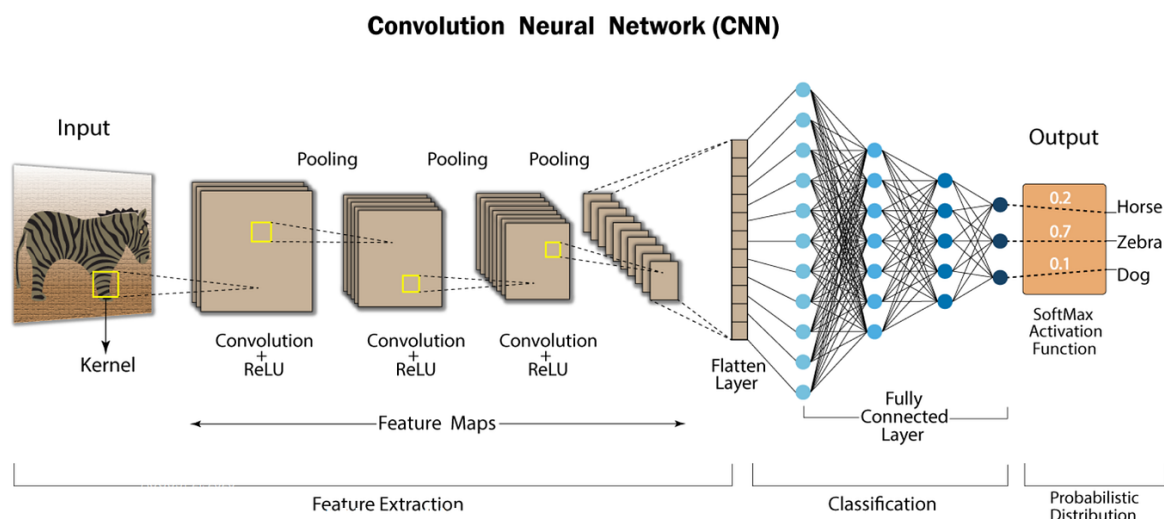 Convolution Neural Network (CNN)
Input
Pooling
Pooling
Pooling
Output
0.2
Horse
0.7
Zebra
0.1
Dog
Kernel
Convolution
+
ReLU
Convolution
+
ReLU
Convolution
+
ReLU
Flatten
Layer
SoftMax
Activation
Function
Feature Maps
Fully
Connected
Layer
Feature Extraction
Classification
Probabilistic
Distribution